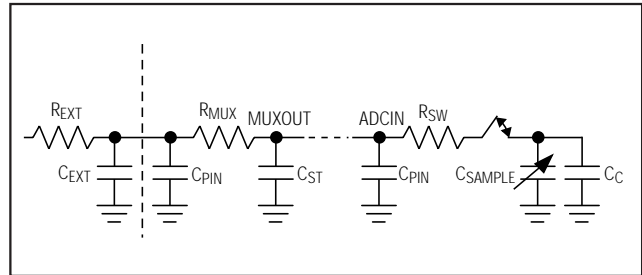 REXT
RMUX
MUXOUT
ADCIN
RSW
CEXT
CPIN
CST
CPIN
CSAMPLE
CC